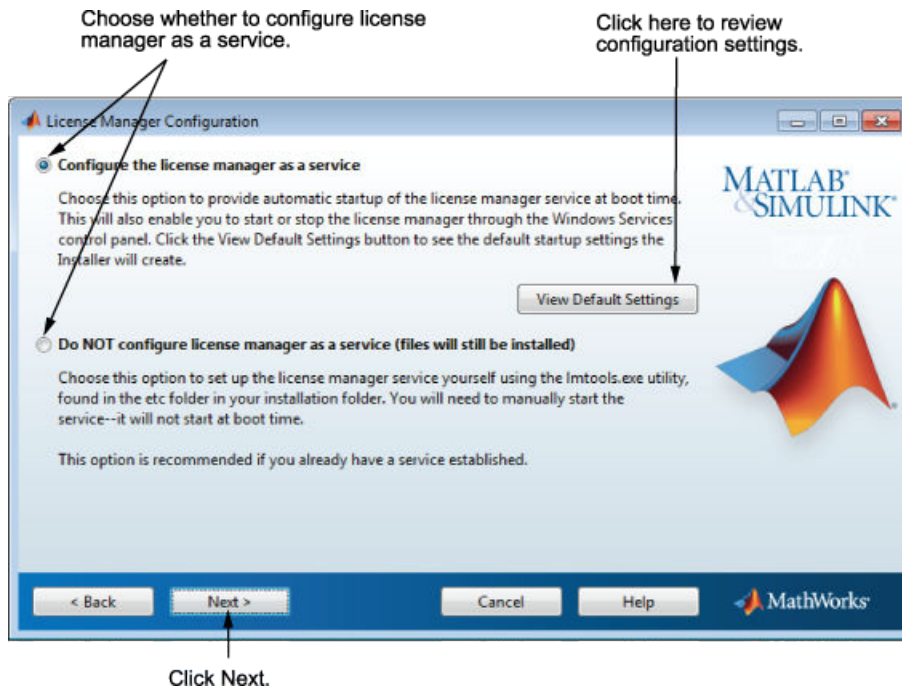 Choose whether to configure license
manager as a service.
Click here to review
configuration settings.
License Manager Configuration
Configure the license manager as a service
Choose this option to provide automatic startup of the license manager service at boot time.
This will also enable you to start or stop the license manager through the Windows Services
control panel. Click the View Default Settings button to see the default startup settings the
Installer will create.
View Default Settings
Do NOT configure license manager as a service (files will still be installed)
Choose this option to set up the license manager service yourself using the lmtools.exe utility,
found in the etc folder in your installation folder. You will need to manually start the
service--it will not start at boot time.
This option is recommended if you already have a service established.
MATLAB®
&SIMULINK®
< Back
Next >
Cancel
Help
MathWorks®
Click Next.